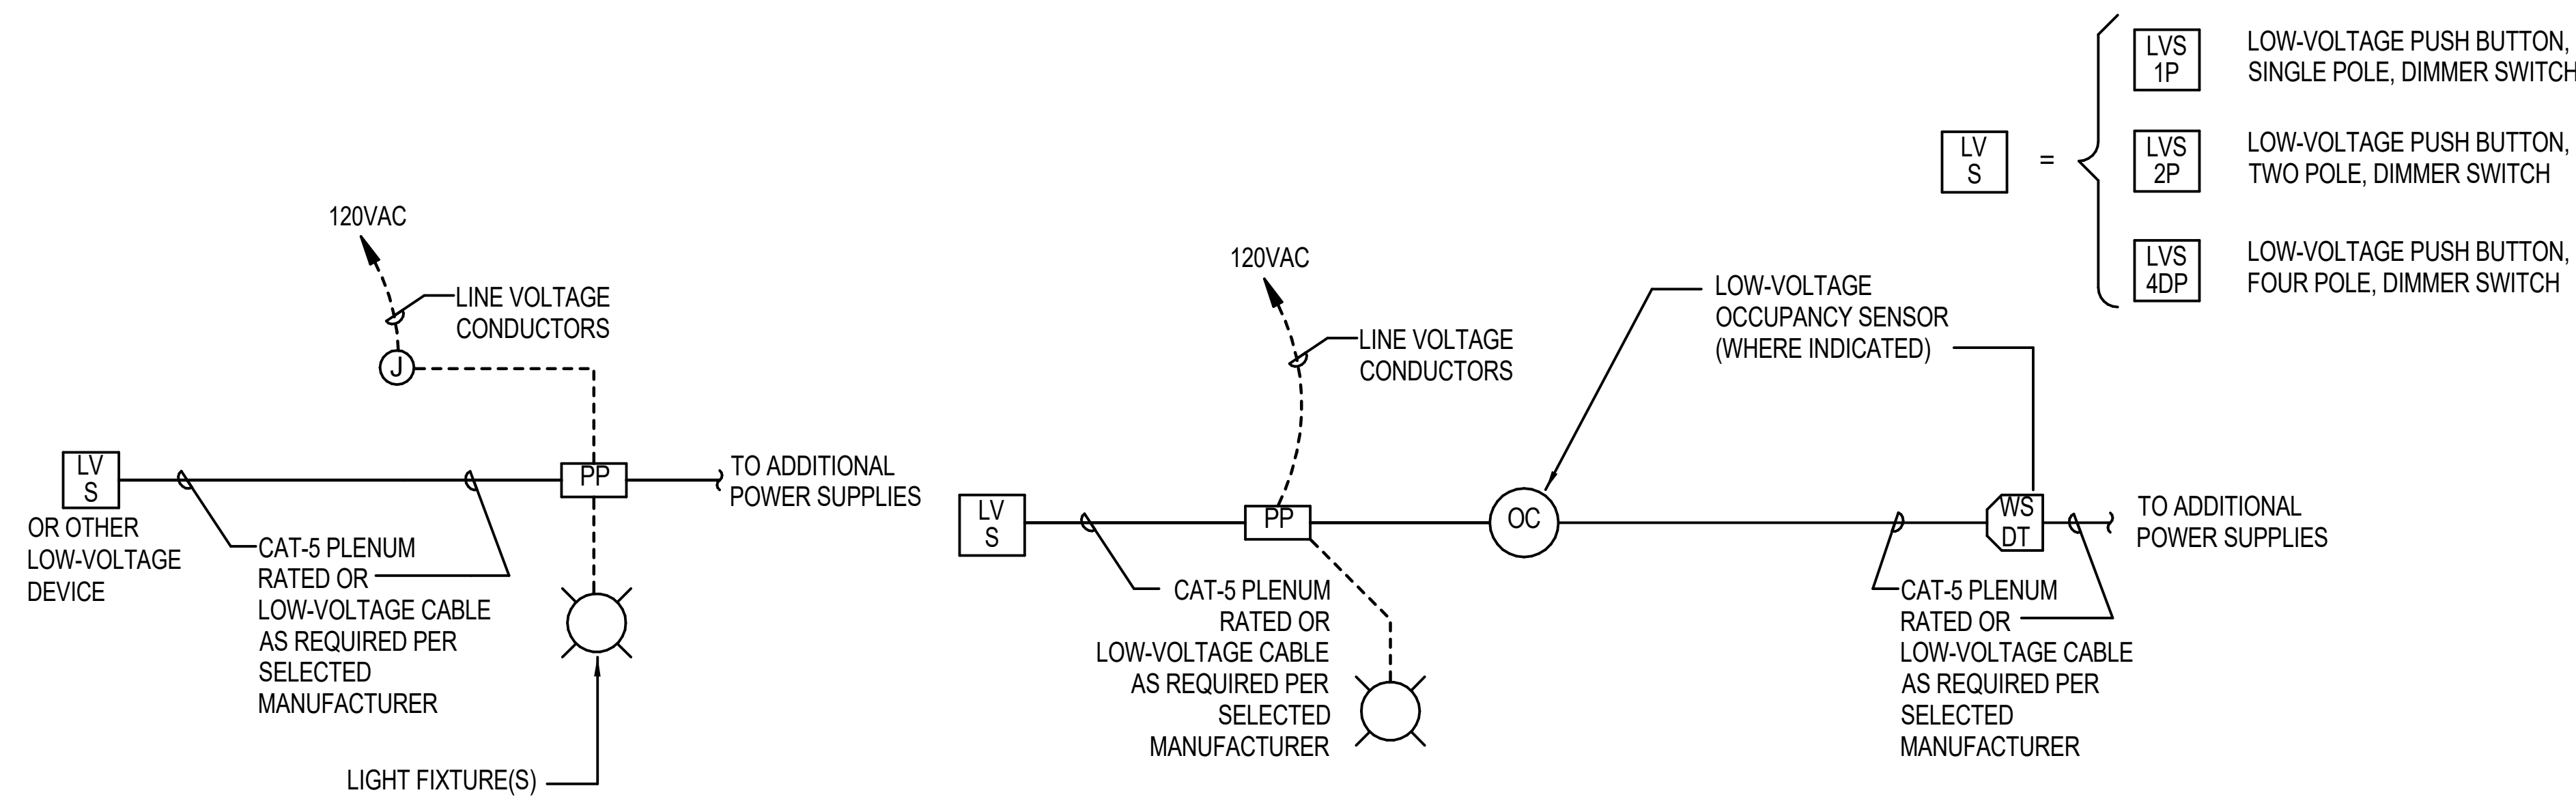 120VAC
LINE VOLTAGE
CONDUCTORS
J
LV
S
OR OTHER
LOW-VOLTAGE
DEVICE
PP
TO ADDITIONAL
POWER SUPPLIES
CAT-5 PLENUM
RATED OR
LOW-VOLTAGE CABLE
AS REQUIRED PER
SELECTED
MANUFACTURER
LIGHT FIXTURE(S)
120VAC
LINE VOLTAGE
CONDUCTORS
LV
S
PP
CAT-5 PLENUM
RATED OR
LOW-VOLTAGE CABLE
AS REQUIRED PER
SELECTED
MANUFACTURER
OC
LOW-VOLTAGE
OCCUPANCY SENSOR
(WHERE INDICATED)
WS
DT
TO ADDITIONAL
POWER SUPPLIES
CAT-5 PLENUM
RATED OR
LOW-VOLTAGE CABLE
AS REQUIRED PER
SELECTED
MANUFACTURER
LV
S
=
LVS
1P
LOW-VOLTAGE PUSH BUTTON,
SINGLE POLE, DIMMER SWITCH
LVS
2P
LOW-VOLTAGE PUSH BUTTON,
TWO POLE, DIMMER SWITCH
LVS
4DP
LOW-VOLTAGE PUSH BUTTON,
FOUR POLE, DIMMER SWITCH